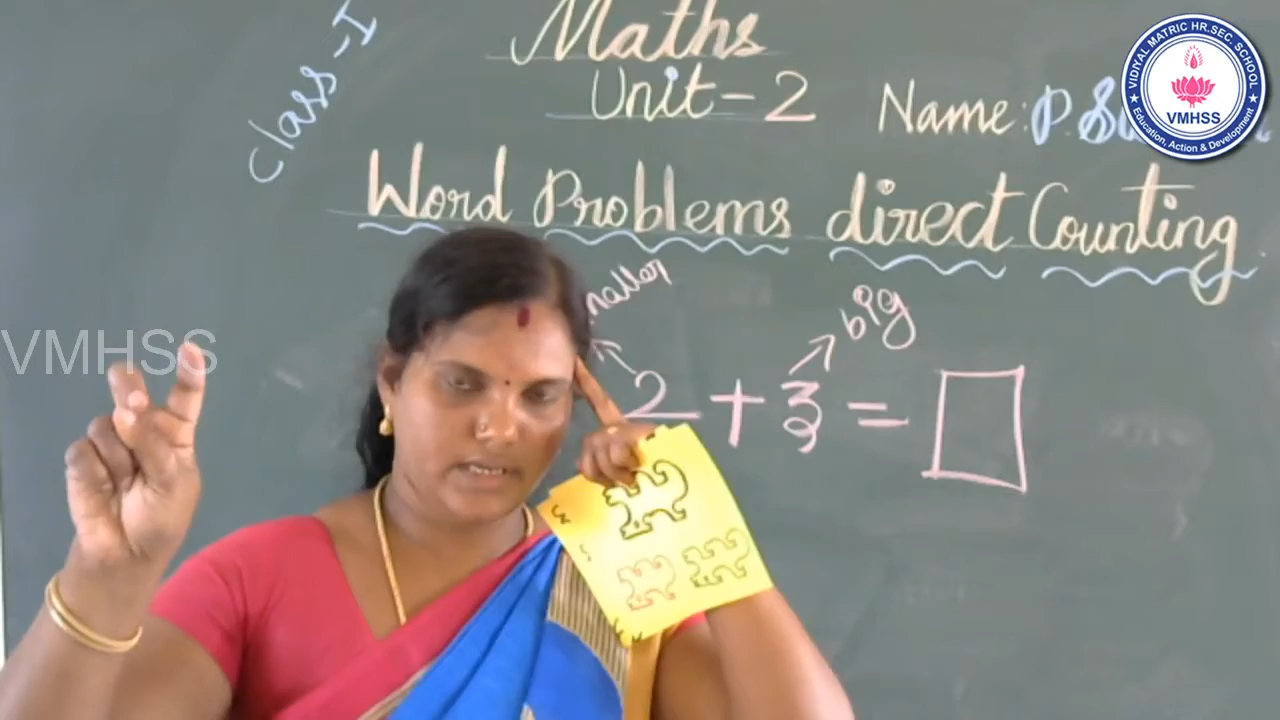 Class - I
Maths
Unit - 2
Name: P.
Word Problems direct Counting
big
2 + 3 = 
VMHSS
VIDIYAL MATRIC HR.SEC. SCHOOL
VMHSS
Education, Action & Development